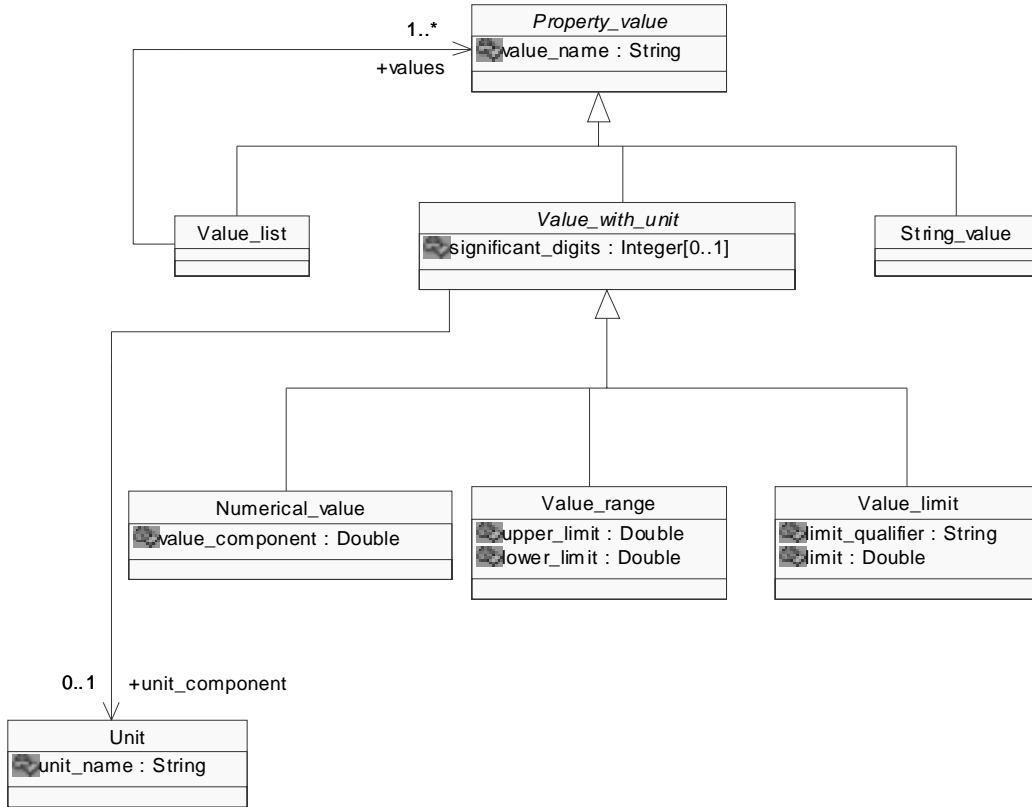 Property_value
1..*
value_name : String
+values
Value_list
Value_with_unit
String_value
significant_digits : Integer[0..1]
Numerical_value
Value_range
Value_limit
value_component : Double
upper_limit : Double
limit_qualifier : String
lower_limit : Double
limit : Double
0..1
+unit_component
Unit
unit_name : String